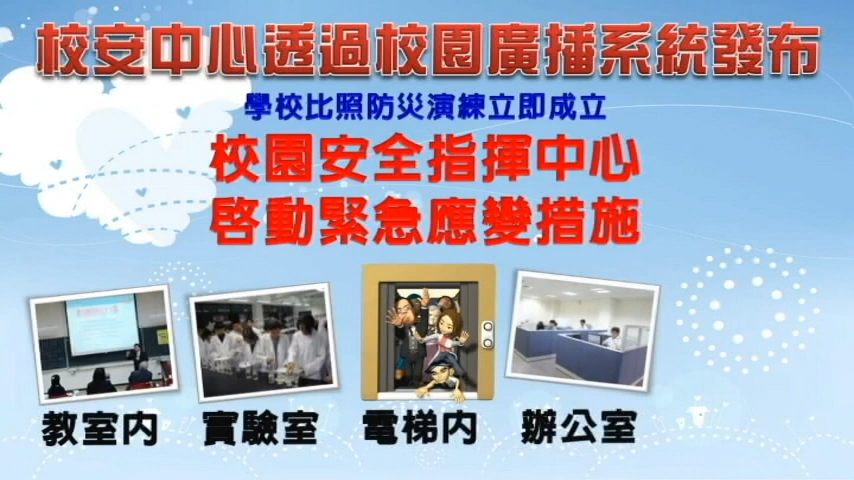 校安中心透過校園廣播系統發布
學校比照防災演練立即成立
校園安全指揮中心
啓動緊急應變措施
教室內 實驗室 電梯內 辦公室